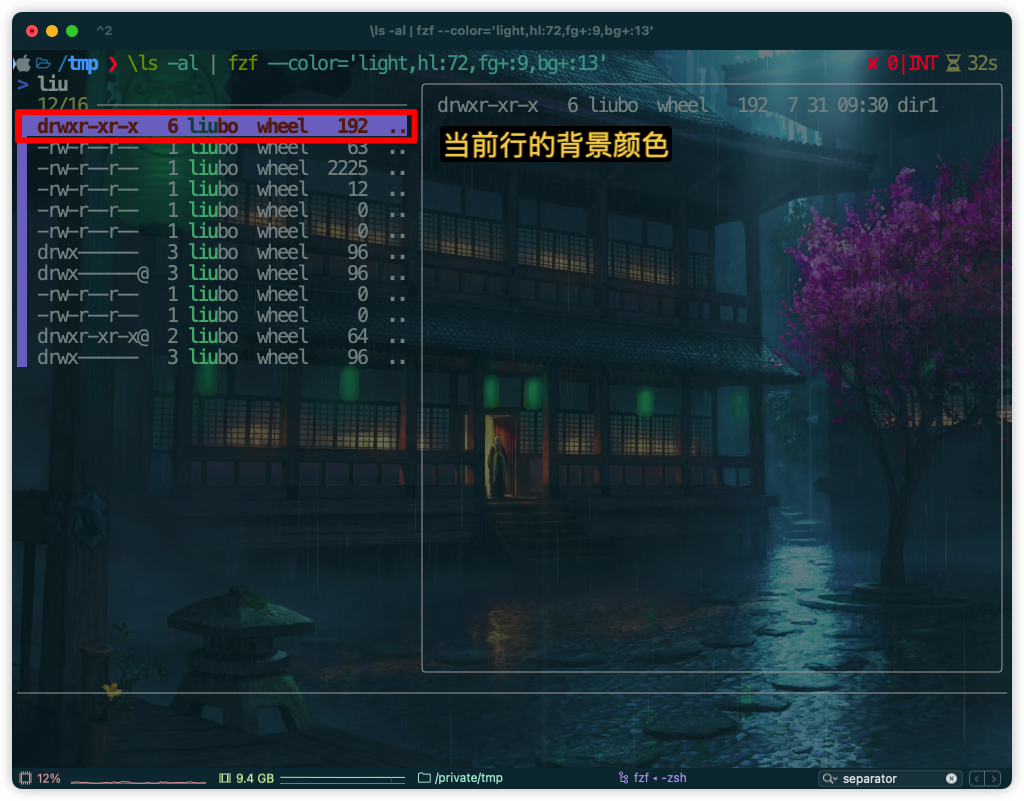 ⌃2 \ls -al | fzf --color='light,hl:72,fg+:9,bg+:13'
/tmp ❯ \ls -al | fzf --color='light,hl:72,fg+:9,bg+:13' ✘ 0|INT 32s
> liu
12/16
drwxr-xr-x 6 liubo wheel 192 ..
-rw-r--r-- 1 liubo wheel 63 ..
-rw-r--r-- 1 liubo wheel 2225 ..
-rw-r--r-- 1 liubo wheel 12 ..
-rw-r--r-- 1 liubo wheel 0 ..
-rw-r--r-- 1 liubo wheel 0 ..
drwx------ 3 liubo wheel 96 ..
drwx------@ 3 liubo wheel 96 ..
-rw-r--r-- 1 liubo wheel 0 ..
-rw-r--r-- 1 liubo wheel 0 ..
drwxr-xr-x@ 2 liubo wheel 64 ..
drwx------ 3 liubo wheel 96 ..
drwxr-xr-x 6 liubo wheel 192 7 31 09:30 dir1
当前行的背景颜色
12% 9.4 GB /private/tmp fzf ◂ -zsh separator